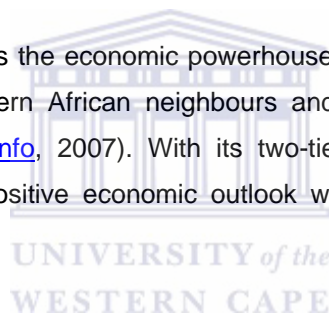 s the economic powerhouse
ern African neighbours and
nfo, 2007). With its two-tie
ositive economic outlook w
UNIVERSITY of the
WESTERN CAPE